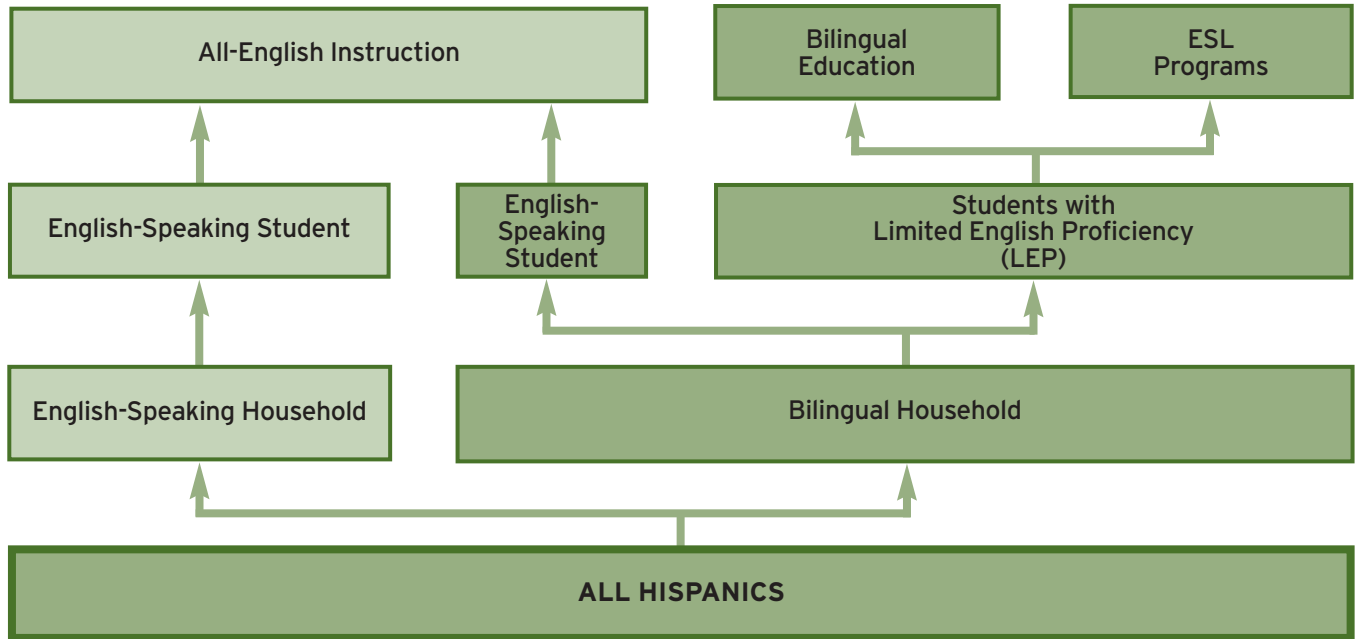 All-English Instruction
Bilingual
Education
ESL
Programs
English-Speaking Student
English-
Speaking
Student
Students with
Limited English Proficiency
(LEP)
English-Speaking Household
Bilingual Household
ALL HISPANICS